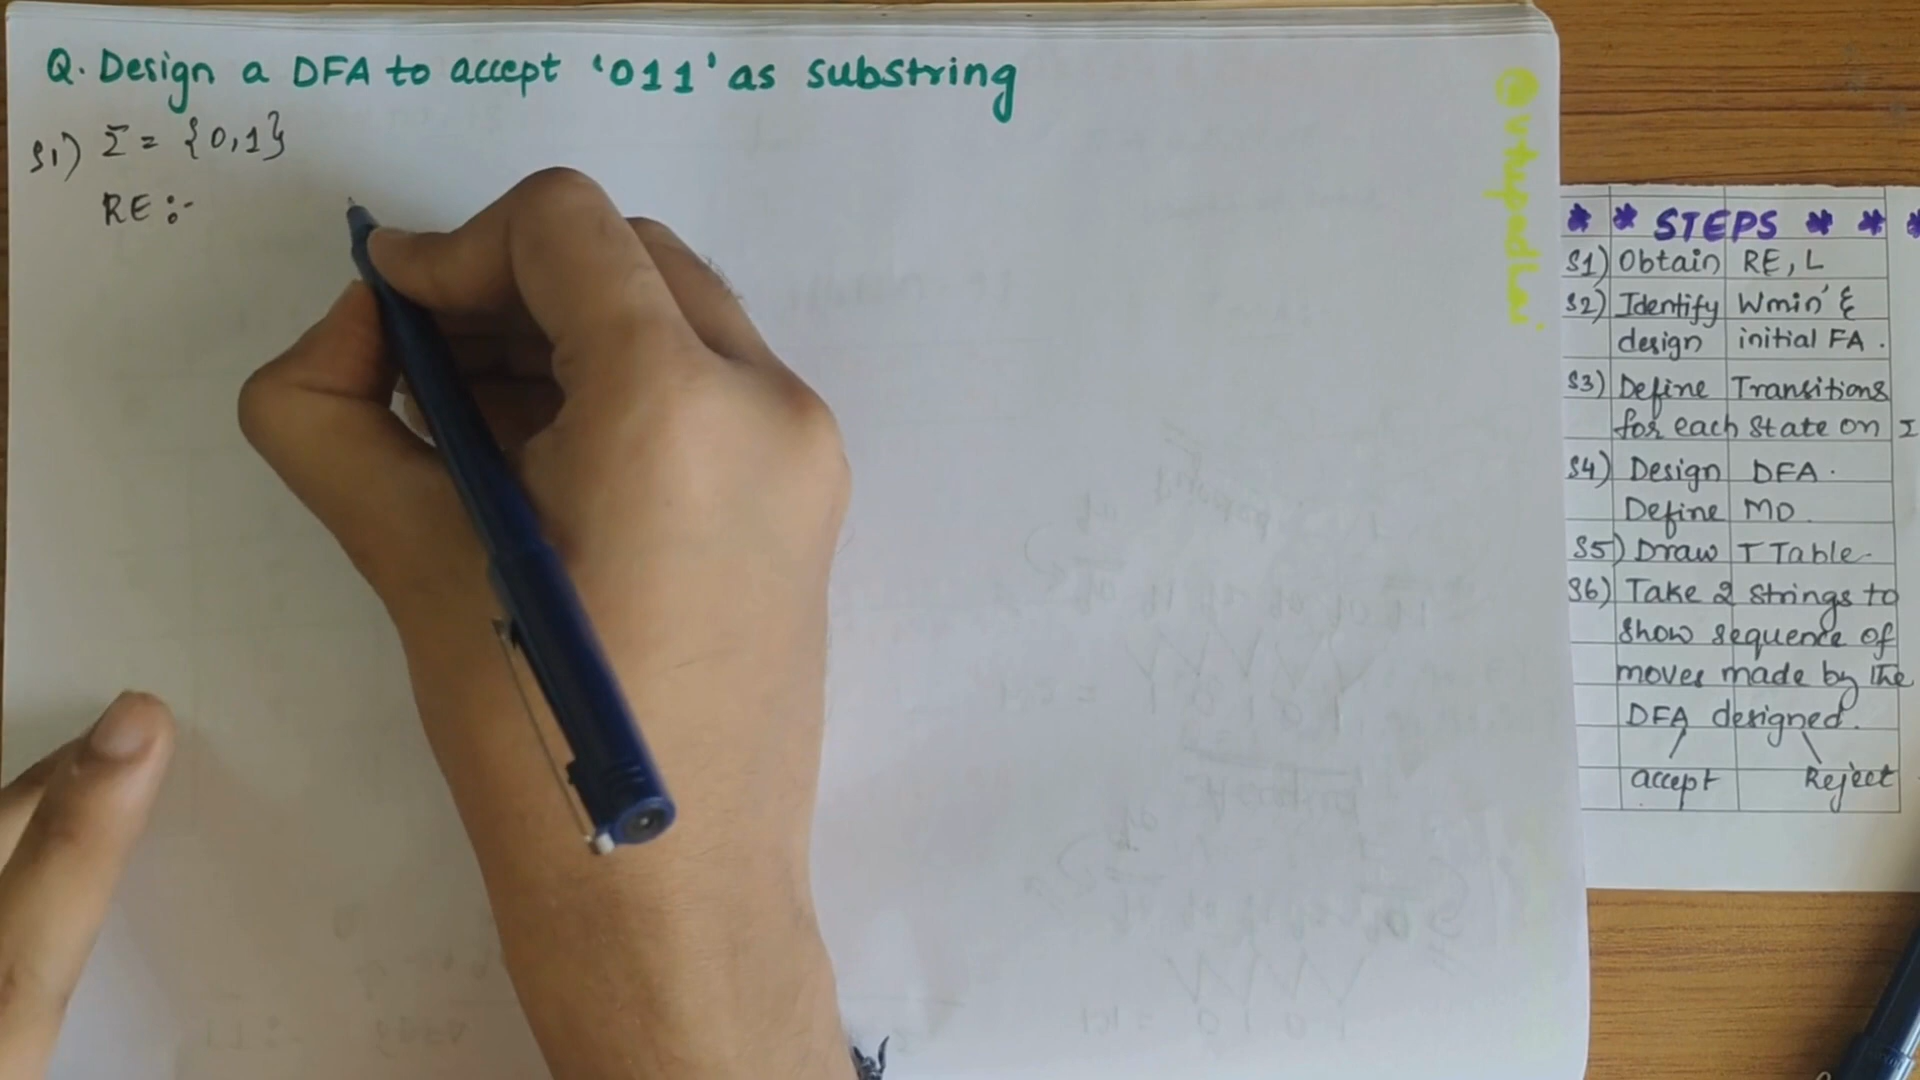 Q. Design a DFA to accept '011' as substring
S1) Σ = {0,1}
RE :-
@vtupadhai
* * STEPS * * *
S1) Obtain RE, L
S2) Identify Wmin' &
design initial FA.
S3) Define Transitions
for each State on Σ
S4) Design DFA.
Define MD.
S5) Draw T Table.
S6) Take 2 strings to
show sequence of
moves made by the
DFA designed.
accept Reject